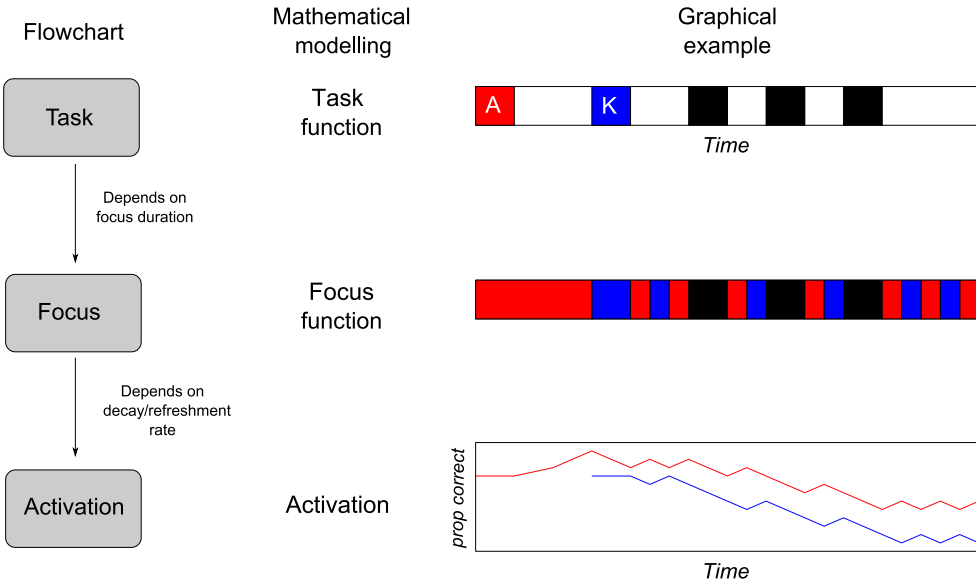 Flowchart
Mathematical
modelling
Graphical
example
Task
Task
function
A
K
Time
Depends on
focus duration
Focus
Focus
function
Depends on
decay/refreshment
rate
Activation
Activation
prop correct
Time